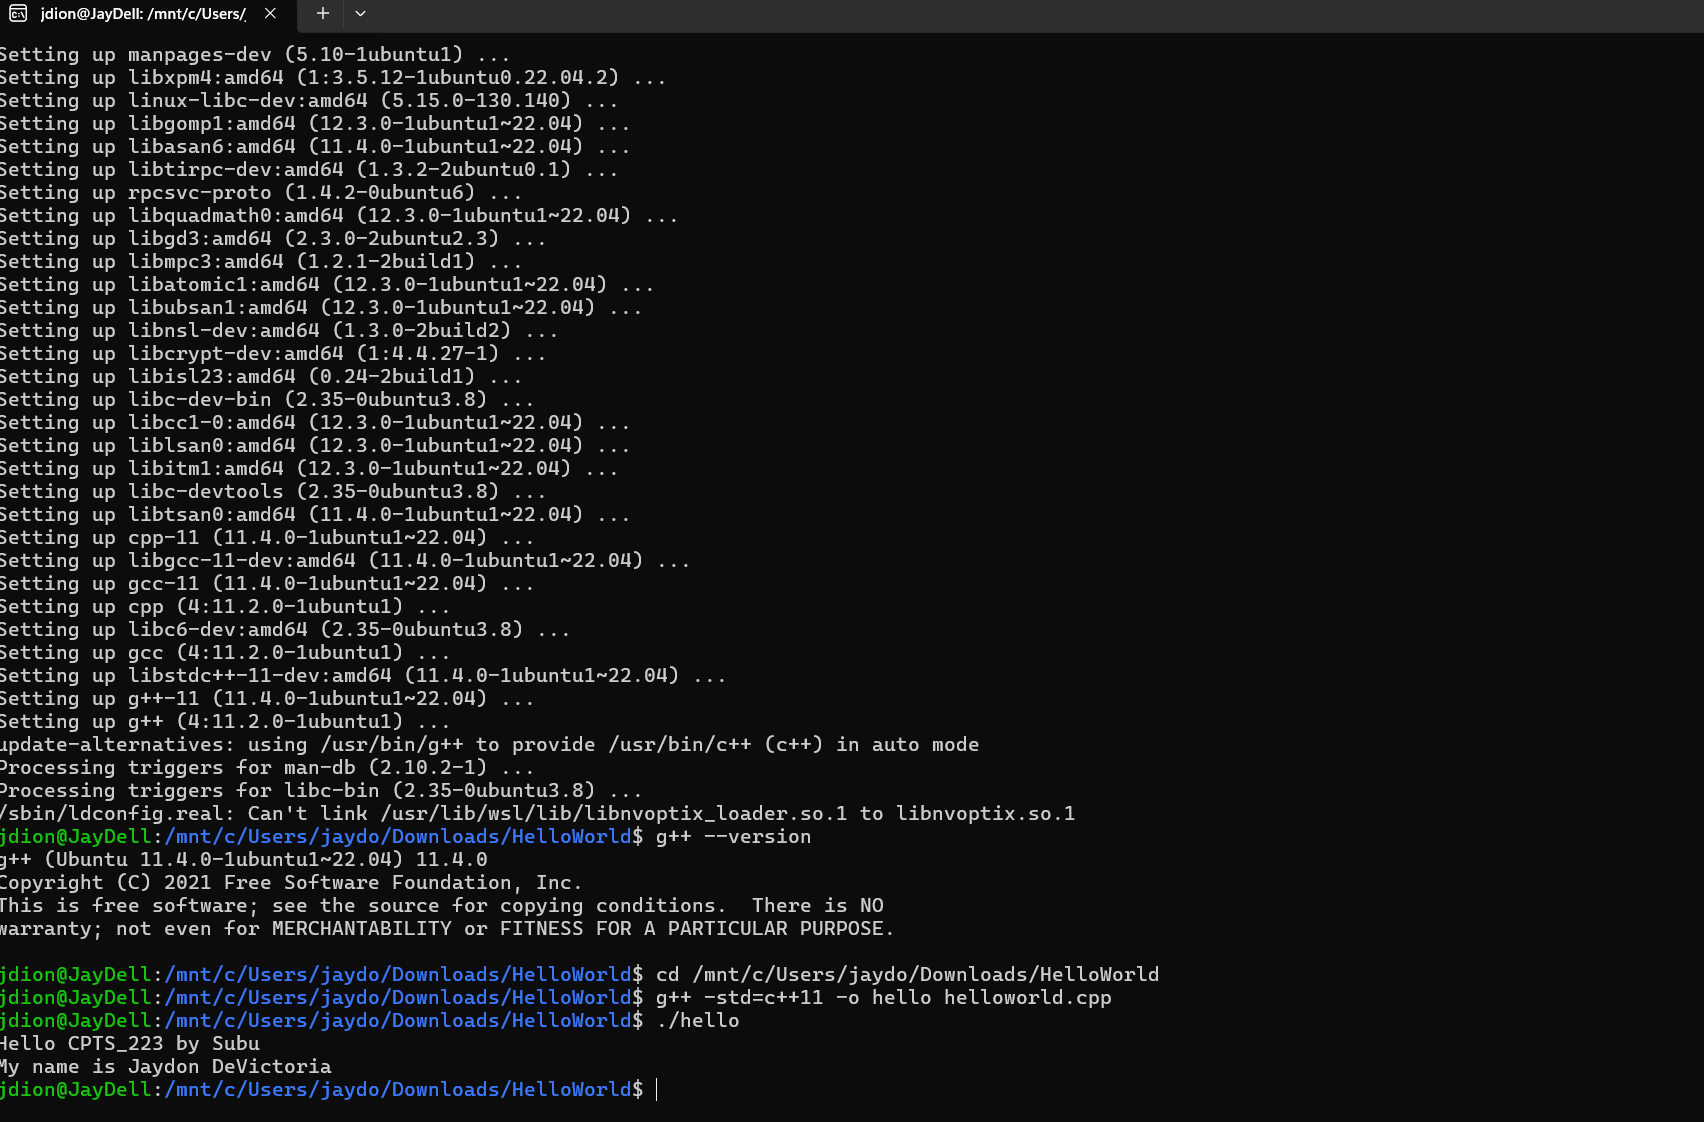 jdion@JayDell: /mnt/c/Users/
Setting up manpages-dev (5.10-1ubuntu1) ...
Setting up libxpm4:amd64 (1:3.5.12-1ubuntu0.22.04.2) ...
Setting up linux-libc-dev:amd64 (5.15.0-130.140) ...
Setting up libgomp1:amd64 (12.3.0-1ubuntu1~22.04) ...
Setting up libasan6:amd64 (11.4.0-1ubuntu1~22.04) ...
Setting up libtirpc-dev:amd64 (1.3.2-2ubuntu0.1) ...
Setting up rpcsvc-proto (1.4.2-0ubuntu6) ...
Setting up libquadmath0:amd64 (12.3.0-1ubuntu1~22.04) ...
Setting up libgd3:amd64 (2.3.0-2ubuntu2.3) ...
Setting up libmpc3:amd64 (1.2.1-2build1) ...
Setting up libatomic1:amd64 (12.3.0-1ubuntu1~22.04) ...
Setting up libubsan1:amd64 (12.3.0-1ubuntu1~22.04) ...
Setting up libnsl-dev:amd64 (1.3.0-2build2) ...
Setting up libcrypt-dev:amd64 (1:4.4.27-1) ...
Setting up libisl23:amd64 (0.24-2build1) ...
Setting up libc-dev-bin (2.35-0ubuntu3.8) ...
Setting up libcc1-0:amd64 (12.3.0-1ubuntu1~22.04) ...
Setting up liblsan0:amd64 (12.3.0-1ubuntu1~22.04) ...
Setting up libitm1:amd64 (12.3.0-1ubuntu1~22.04) ...
Setting up libc-devtools (2.35-0ubuntu3.8) ...
Setting up libtsan0:amd64 (11.4.0-1ubuntu1~22.04) ...
Setting up cpp-11 (11.4.0-1ubuntu1~22.04) ...
Setting up libgcc-11-dev:amd64 (11.4.0-1ubuntu1~22.04) ...
Setting up gcc-11 (11.4.0-1ubuntu1~22.04) ...
Setting up cpp (4:11.2.0-1ubuntu1) ...
Setting up libc6-dev:amd64 (2.35-0ubuntu3.8) ...
Setting up gcc (4:11.2.0-1ubuntu1) ...
Setting up libstdc++-11-dev:amd64 (11.4.0-1ubuntu1~22.04) ...
Setting up g++-11 (11.4.0-1ubuntu1~22.04) ...
Setting up g++ (4:11.2.0-1ubuntu1) ...
update-alternatives: using /usr/bin/g++ to provide /usr/bin/c++ (c++) in auto mode
Processing triggers for man-db (2.10.2-1) ...
Processing triggers for libc-bin (2.35-0ubuntu3.8) ...
/sbin/ldconfig.real: Can't link /usr/lib/wsl/lib/libnvoptix_loader.so.1 to libnvoptix.so.1
jdion@JayDell:/mnt/c/Users/jaydo/Downloads/HelloWorld$ g++ --version
g++ (Ubuntu 11.4.0-1ubuntu1~22.04) 11.4.0
Copyright (C) 2021 Free Software Foundation, Inc.
This is free software; see the source for copying conditions.  There is NO
warranty; not even for MERCHANTABILITY or FITNESS FOR A PARTICULAR PURPOSE.
jdion@JayDell:/mnt/c/Users/jaydo/Downloads/HelloWorld$ cd /mnt/c/Users/jaydo/Downloads/HelloWorld
jdion@JayDell:/mnt/c/Users/jaydo/Downloads/HelloWorld$ g++ -std=c++11 -o hello helloworld.cpp
jdion@JayDell:/mnt/c/Users/jaydo/Downloads/HelloWorld$ ./hello
Hello CPTS_223 by Subu
My name is Jaydon DeVictoria
jdion@JayDell:/mnt/c/Users/jaydo/Downloads/HelloWorld$